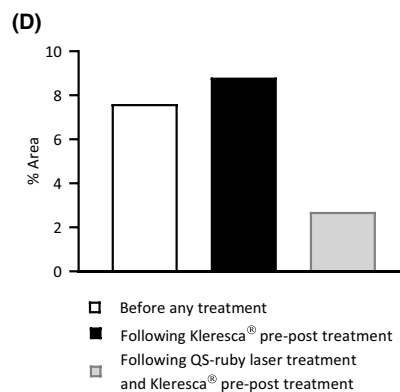 (D)
10
8
6
4
2
0
% Area
Before any treatment
Following Kleresca® pre-post treatment
Following QS-ruby laser treatment
and Kleresca® pre-post treatment